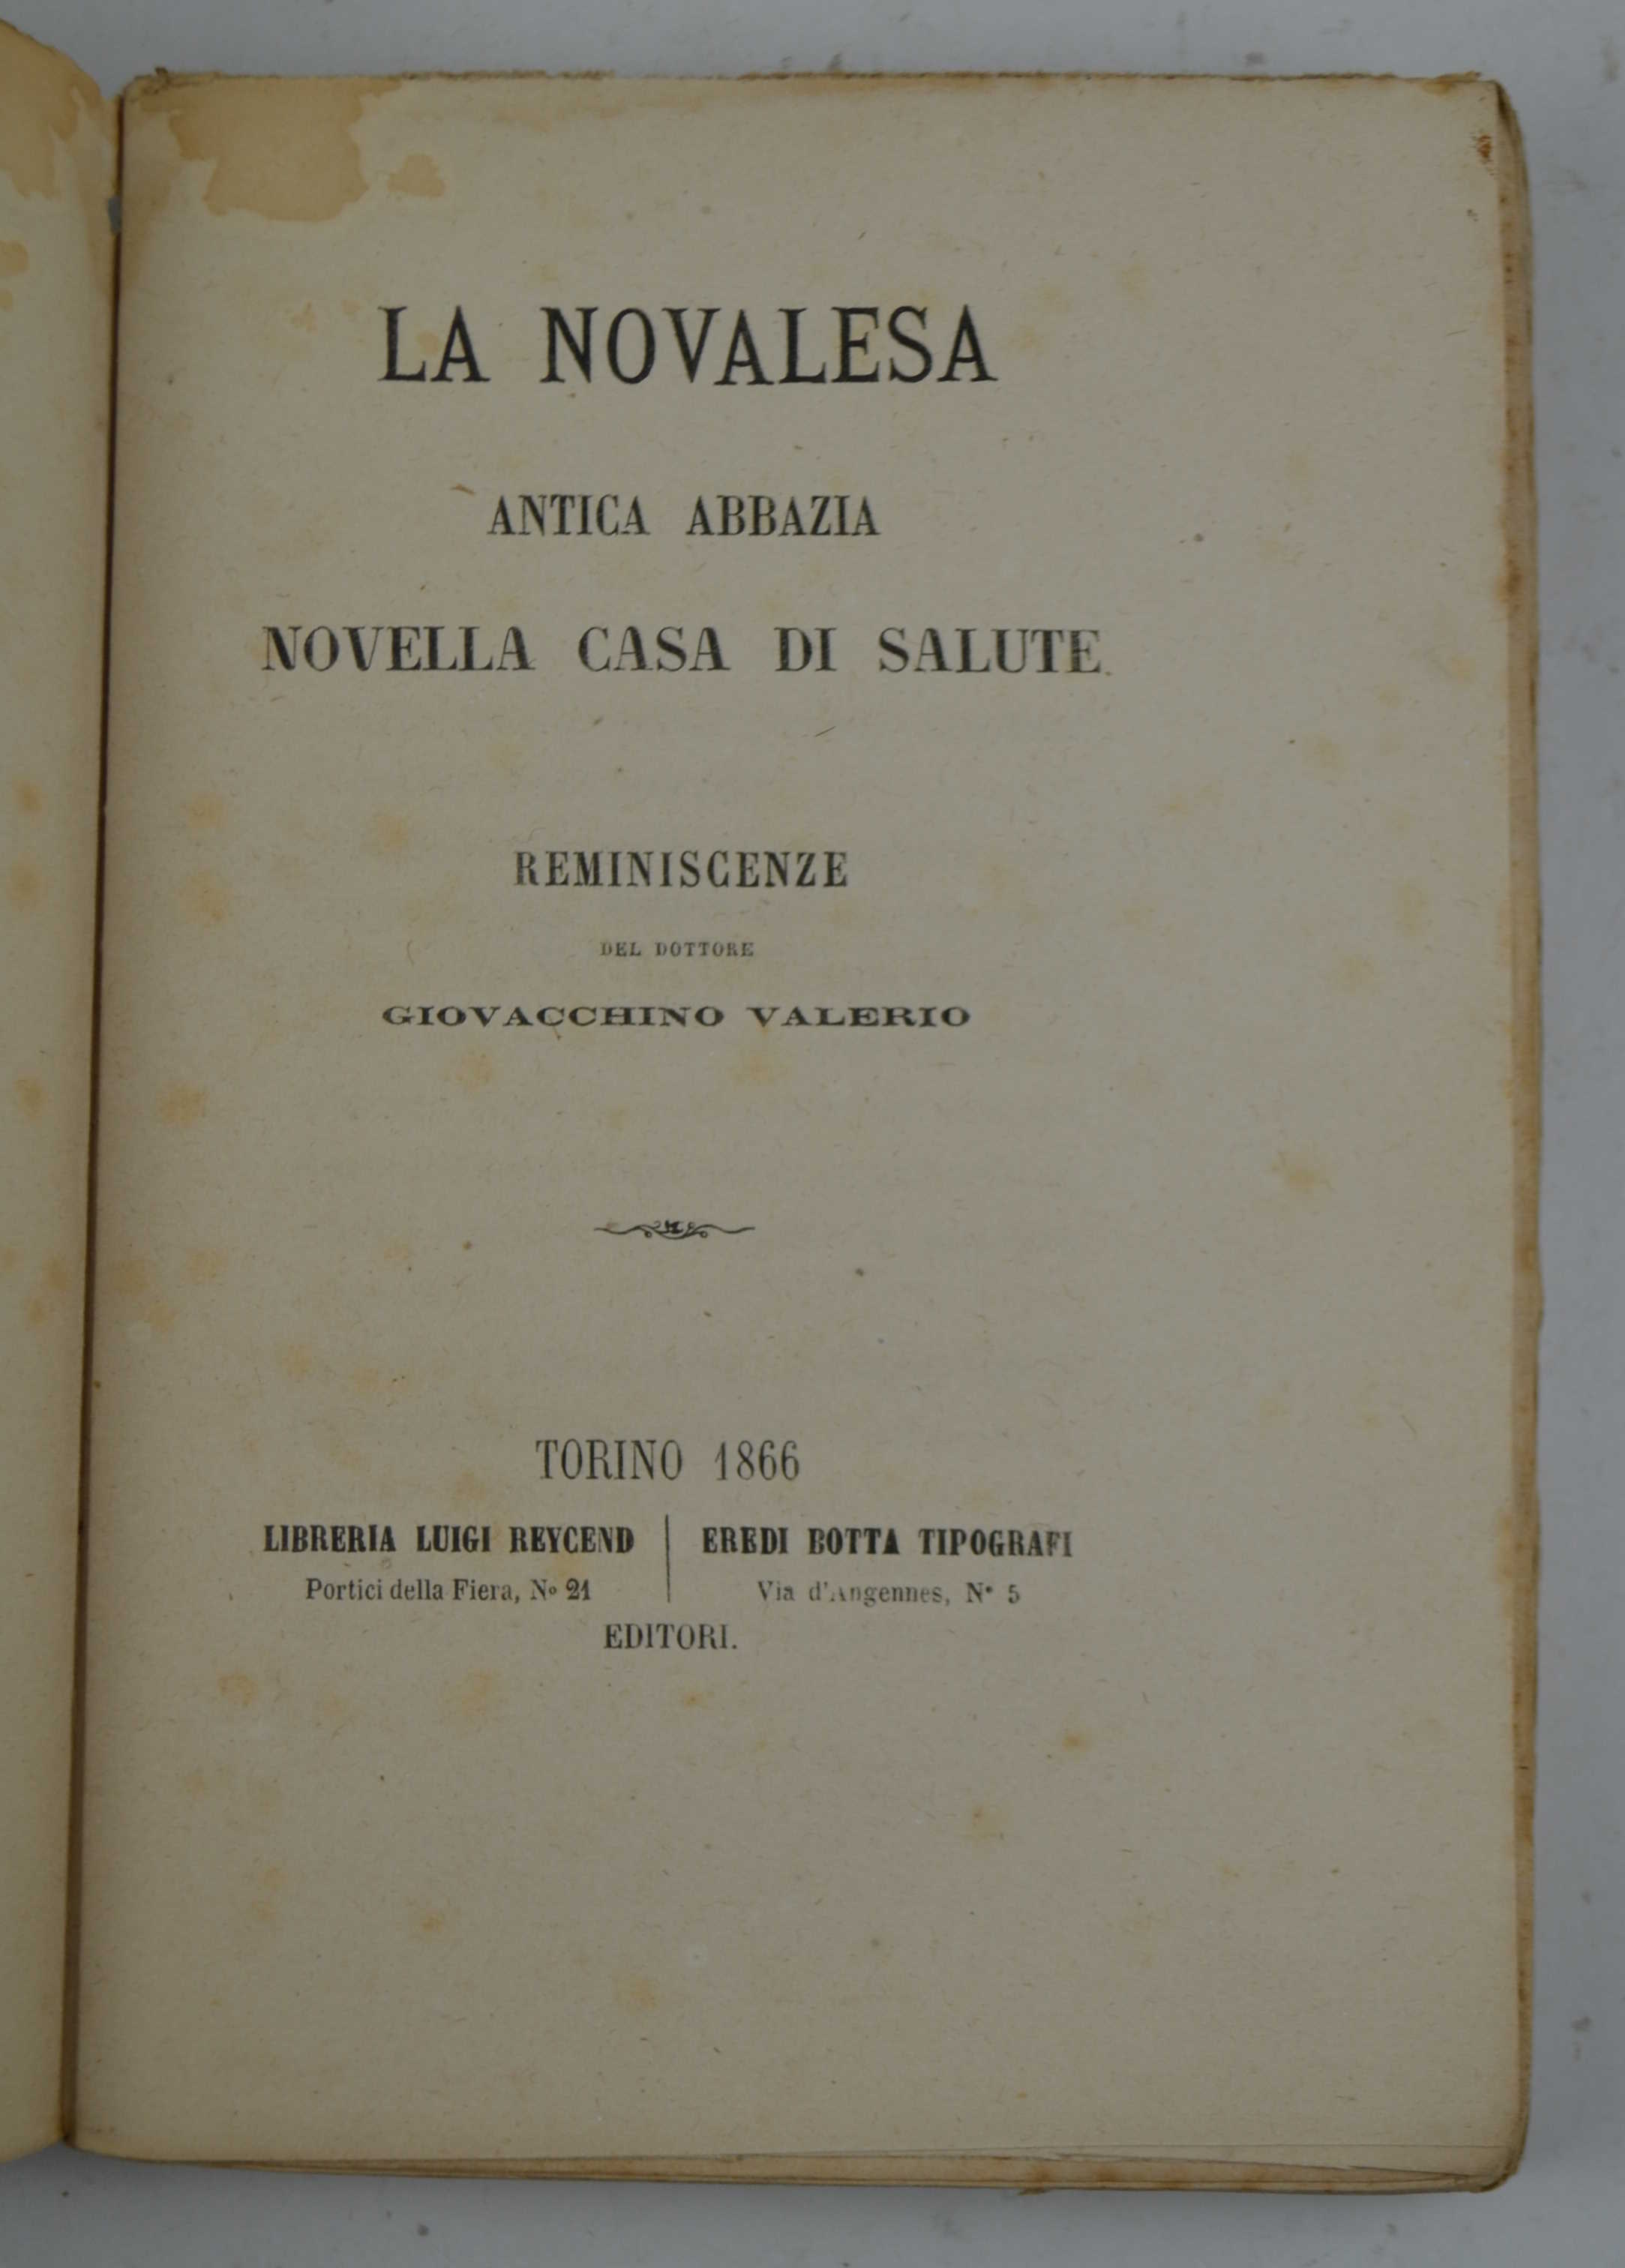 LA NOVALESA
ANTICA ABBAZIA
NOVELLA CASA DI SALUTE
REMINISCENZE
DEL DOTTORE
GIOVACCHINO VALERIO
TORINO 1866
LIBRERIA LUIGI REYCEND
Portici della Fiera, No 21
EREDI BOTTA TIPOGRAFI
Via d'Angennes, N° 5
EDITORI.